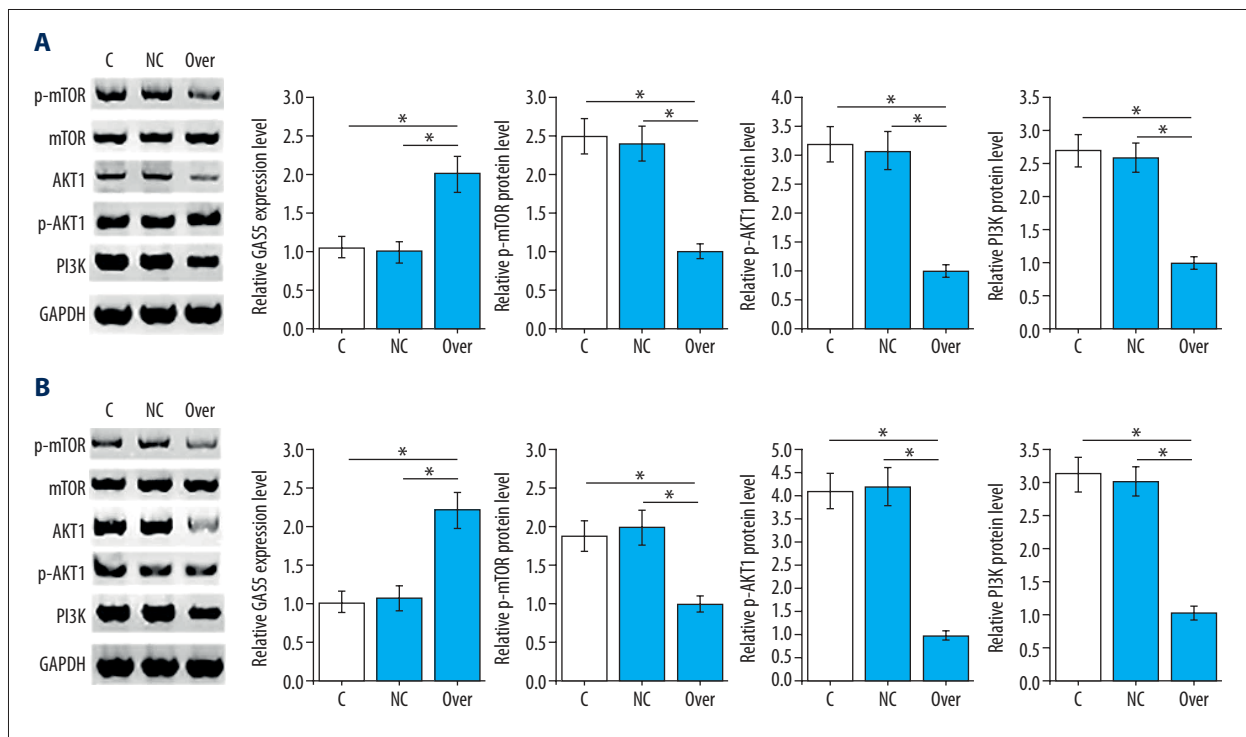 A
C NC Over
p-mTOR
mTOR
AKT1
p-AKT1
PI3K
GAPDH
Relative GAS5 expression level
3.0
2.5
2.0
1.5
1.0
0.5
0.0
*
*
C NC Over
Relative p-mTOR protein level
3.0
2.5
2.0
1.5
1.0
0.5
0.0
*
*
C NC Over
Relative p-AKT1 protein level
4.0
3.5
3.0
2.5
2.0
1.5
1.0
0.5
0.0
*
*
C NC Over
Relative PI3K protein level
3.5
3.0
2.5
2.0
1.5
1.0
0.5
0.0
*
*
C NC Over
B
C NC Over
p-mTOR
mTOR
AKT1
p-AKT1
PI3K
GAPDH
Relative GAS5 expression level
3.0
2.5
2.0
1.5
1.0
0.5
0.0
*
*
C NC Over
Relative p-mTOR protein level
3.0
2.5
2.0
1.5
1.0
0.5
0.0
*
*
C NC Over
Relative p-AKT1 protein level
5.0
4.5
4.0
3.5
3.0
2.5
2.0
1.5
1.0
0.5
0.0
*
*
C NC Over
Relative PI3K protein level
3.5
3.0
2.5
2.0
1.5
1.0
0.5
0.0
*
*
C NC Over